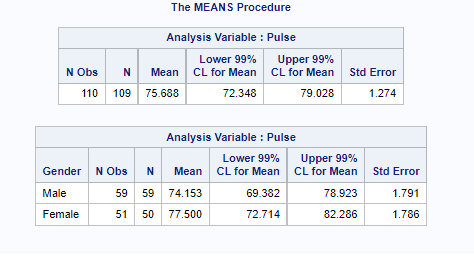 The MEANS Procedure
Analysis Variable : Pulse
N Obs N Mean Lower 99% CL for Mean Upper 99% CL for Mean Std Error
110 109 75.688 72.348 79.028 1.274
Analysis Variable : Pulse
Gender N Obs N Mean Lower 99% CL for Mean Upper 99% CL for Mean Std Error
Male 59 59 74.153 69.382 78.923 1.791
Female 51 50 77.500 72.714 82.286 1.786